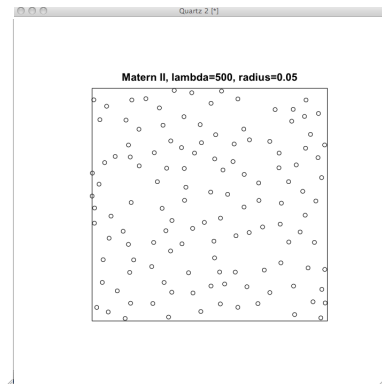 Quartz 2 [*]
Matern II, lambda=500, radius=0.05